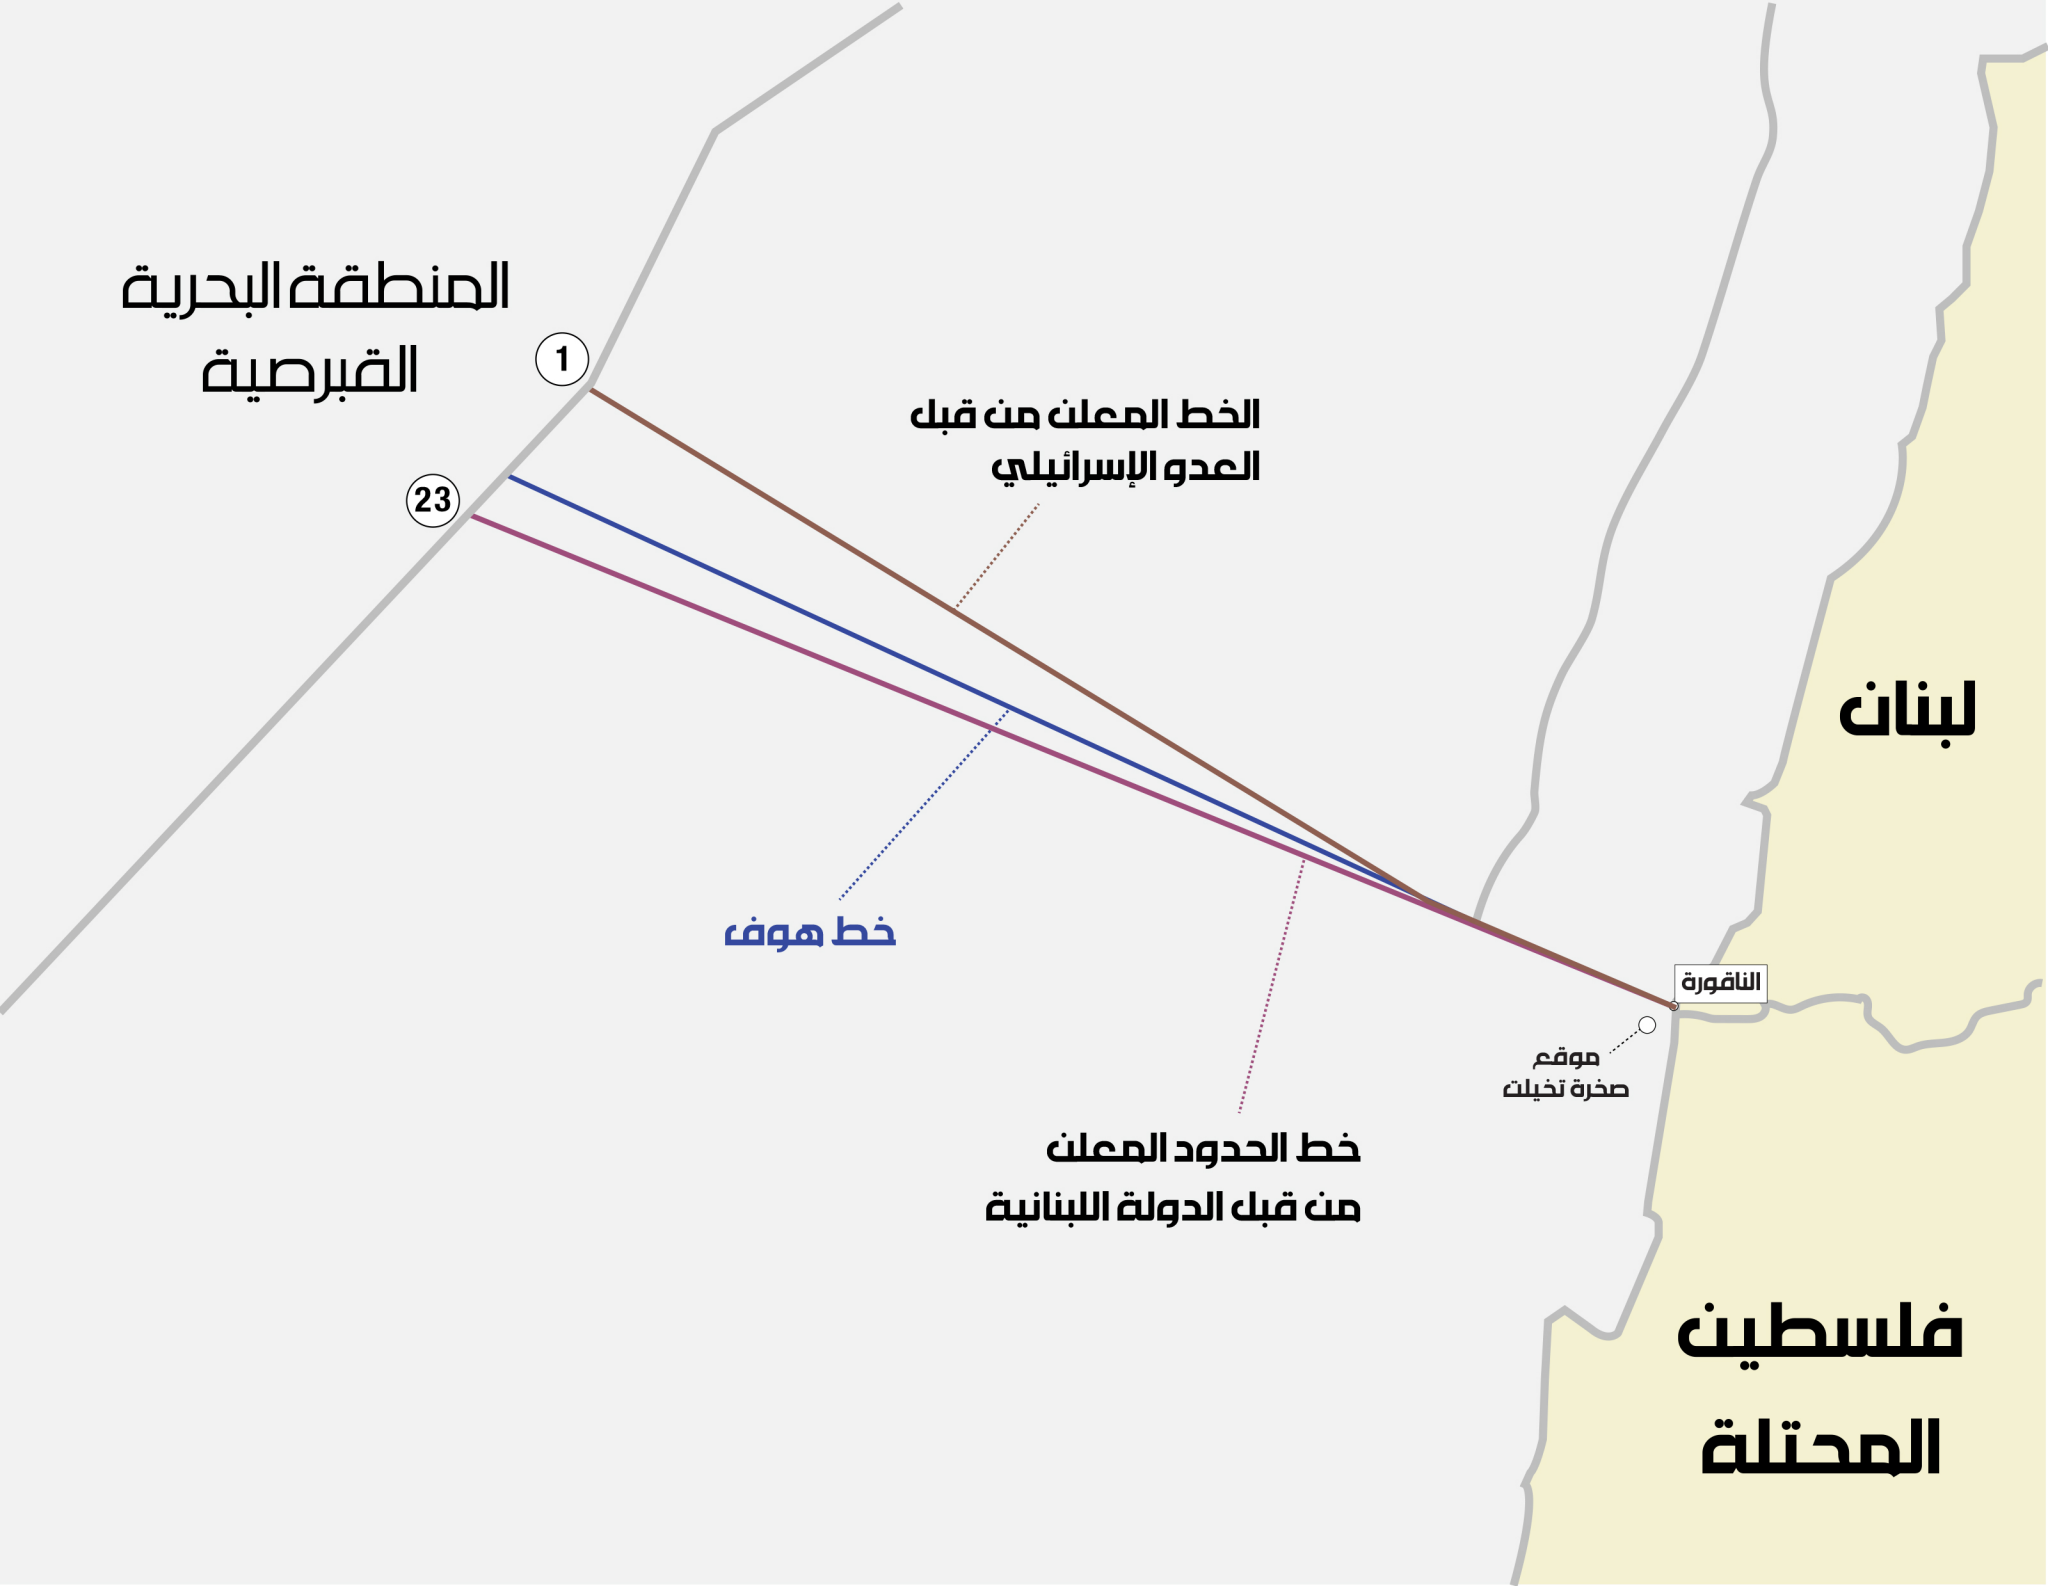 المنطقة البحرية
القبرصية
1
23
الخط المعلن من قبل
العدو الإسرائيلي
لبنان
خط هوف
الناقورة
موقع
صخرة تخيلت
خط الحدود المعلن
من قبل الدولة اللبنانية
فلسطين
المحتلة